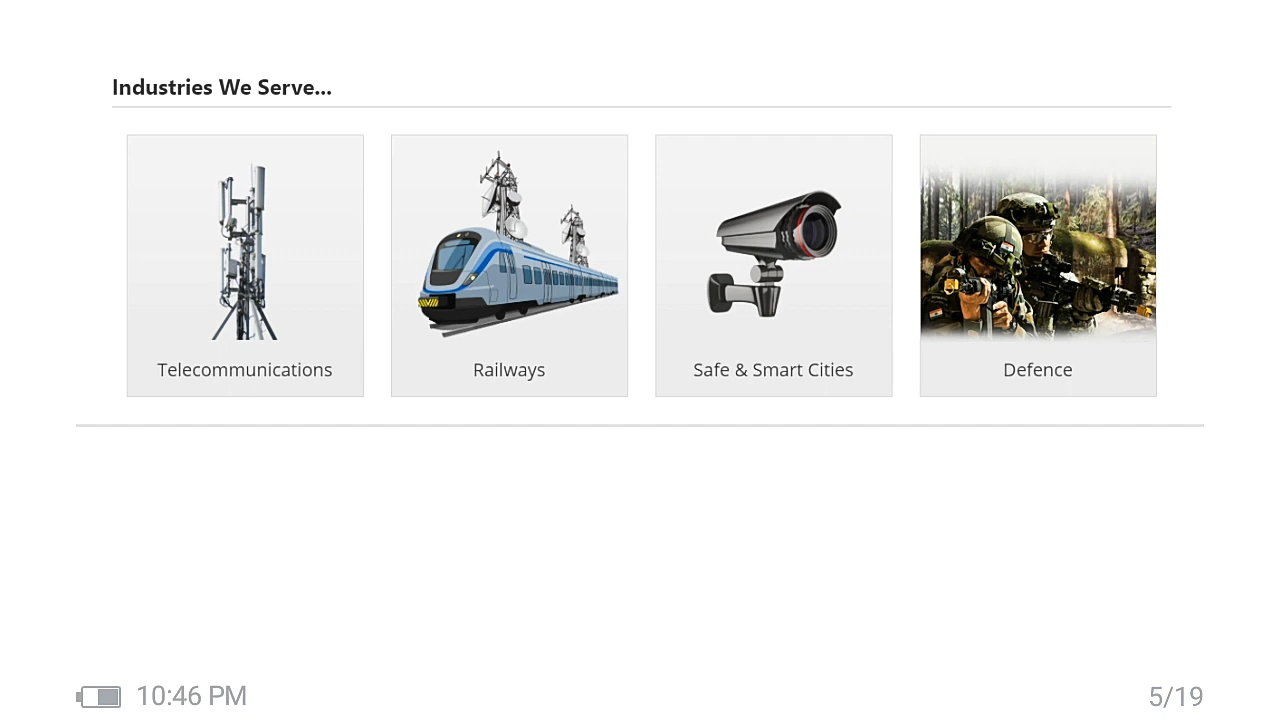 Industries We Serve...
Telecommunications
Railways
Safe & Smart Cities
Defence
10:46 PM
5/19